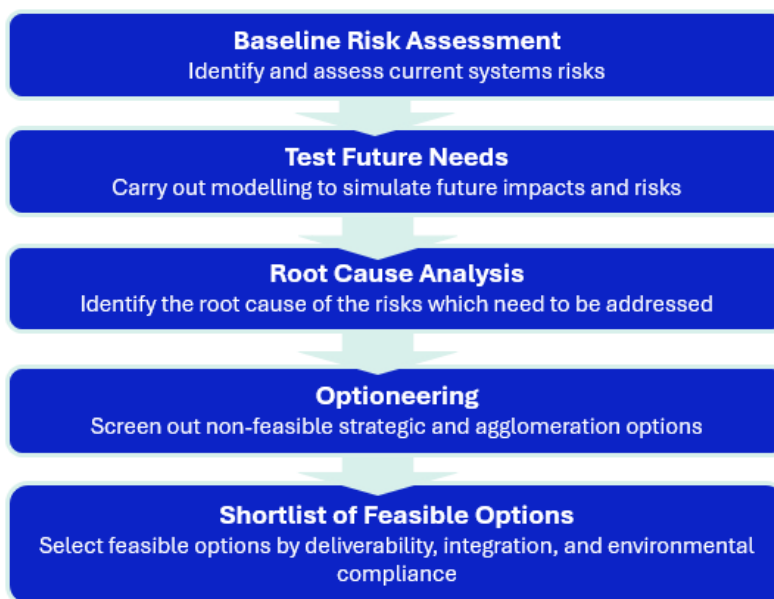 Baseline Risk Assessment
Identify and assess current systems risks
Test Future Needs
Carry out modelling to simulate future impacts and risks
Root Cause Analysis
Identify the root cause of the risks which need to be addressed
Optioneering
Screen out non-feasible strategic and agglomeration options
Shortlist of Feasible Options
Select feasible options by deliverability, integration, and environmental
compliance